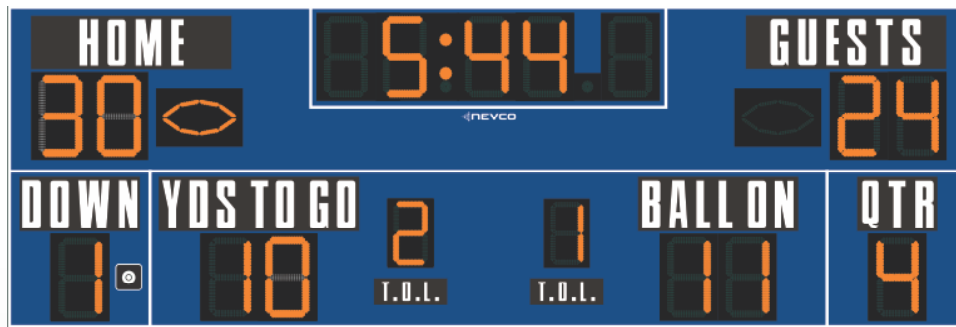 HOME 5:44 GUESTS
30 24
NEVCO
DOWN YDS TO GO BALL ON QTR
1 10 2 1 11 4
T.O.L. T.O.L.